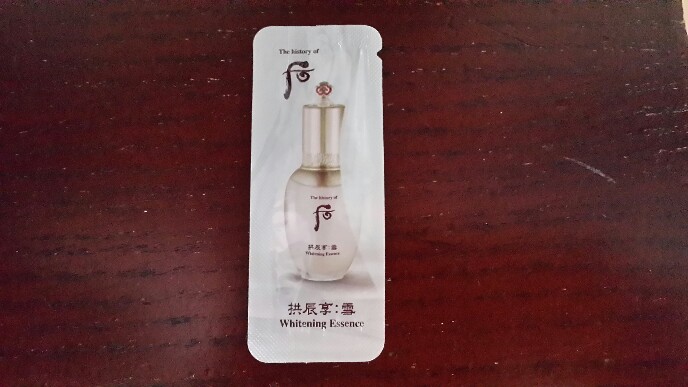 The history of
后
The history of
后
拱辰享:雪
Whitening Essence
拱辰享:雪
Whitening Essence